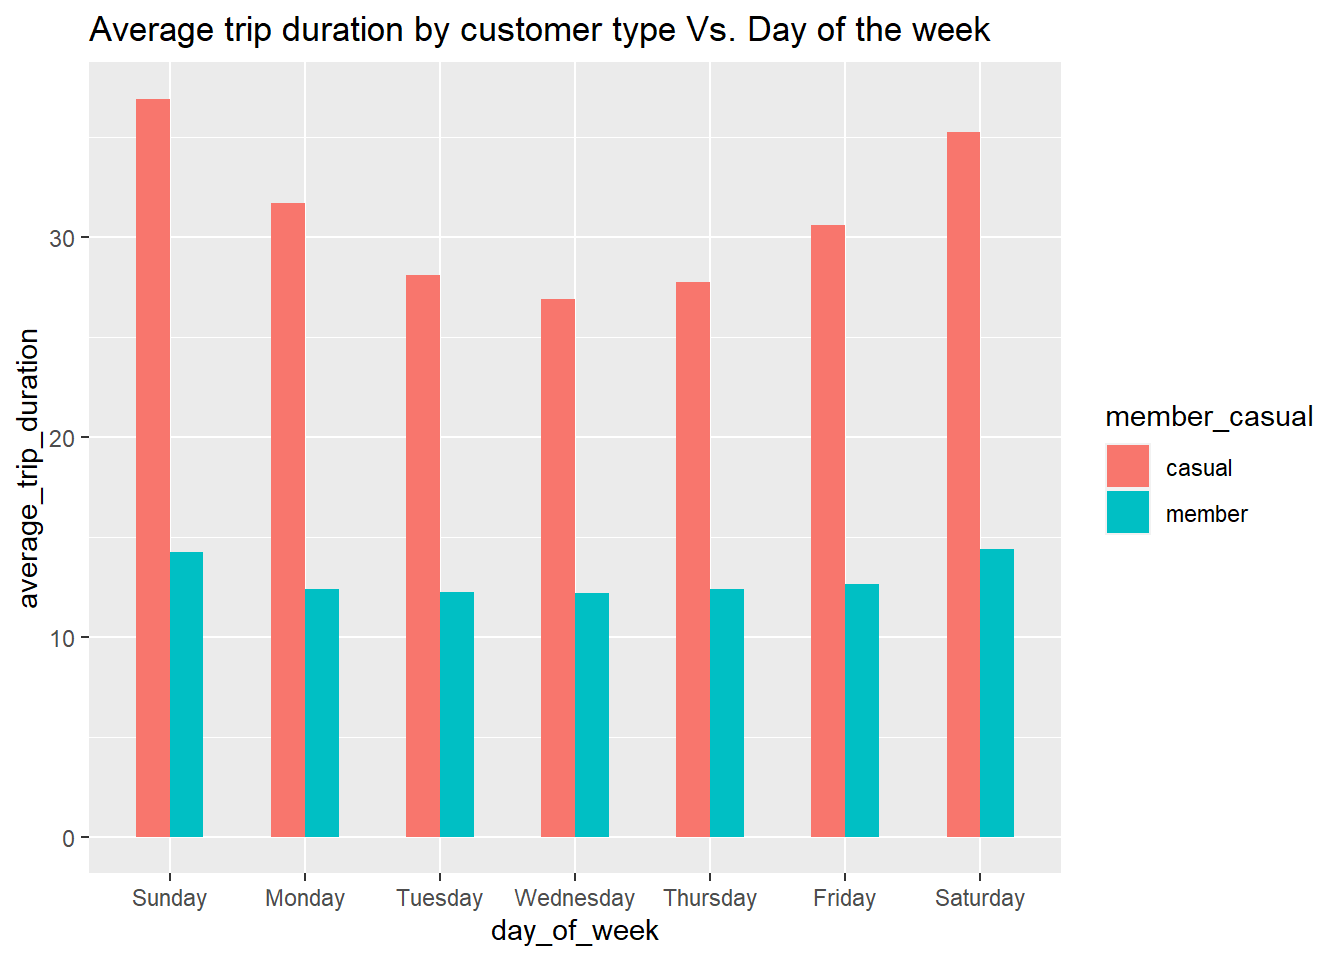 Average trip duration by customer type Vs. Day of the week
average_trip_duration
30
20
10
0
Sunday Monday Tuesday Wednesday Thursday Friday Saturday
day_of_week
member_casual
casual
member